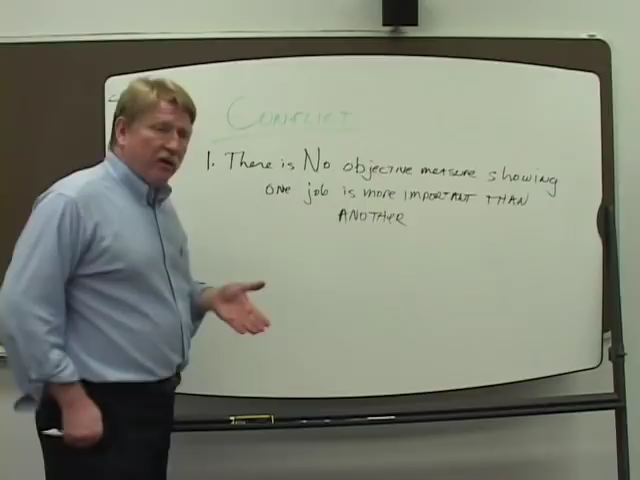 CONFLICT
1. There is No objective measure showing
one job is more important THAN
ANOTHER